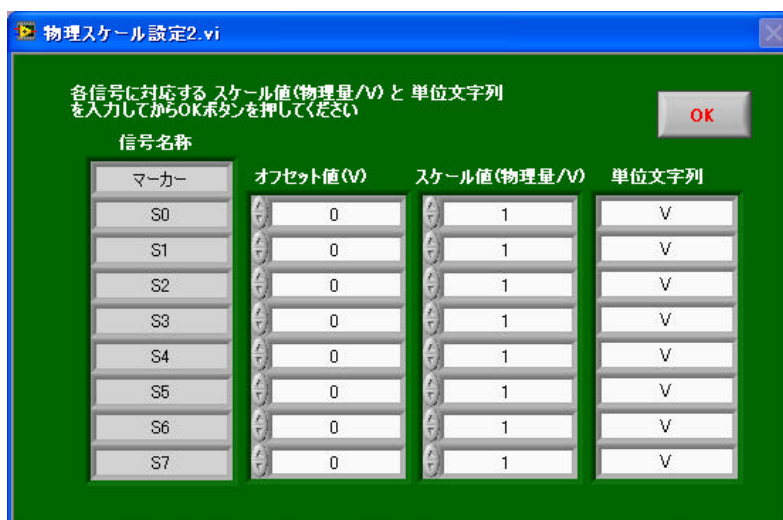 物理スケール設定2.vi
各信号に対応する スケール値(物理量/V) と 単位文字列
を入力してからOKボタンを押してください
OK
信号名称
マーカー オフセット値(V) スケール値(物理量/V) 単位文字列
S0 0 1 V
S1 0 1 V
S2 0 1 V
S3 0 1 V
S4 0 1 V
S5 0 1 V
S6 0 1 V
S7 0 1 V